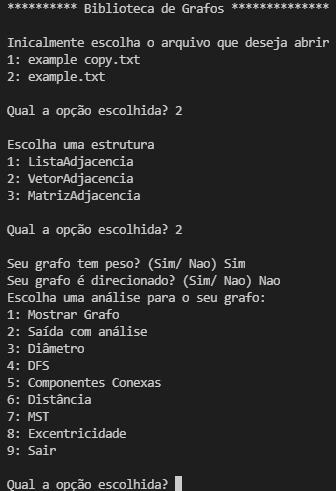 ********** Biblioteca de Grafos **************
Inicalmente escolha o arquivo que deseja abrir
1: example copy.txt
2: example.txt
Qual a opção escolhida? 2
Escolha uma estrutura
1: ListaAdjacencia
2: VetorAdjacencia
3: MatrizAdjacencia
Qual a opção escolhida? 2
Seu grafo tem peso? (Sim/ Nao) Sim
Seu grafo é direcionado? (Sim/ Nao) Nao
Escolha uma análise para o seu grafo:
1: Mostrar Grafo
2: Saída com análise
3: Diâmetro
4: DFS
5: Componentes Conexas
6: Distância
7: MST
8: Excentricidade
9: Sair
Qual a opção escolhida?